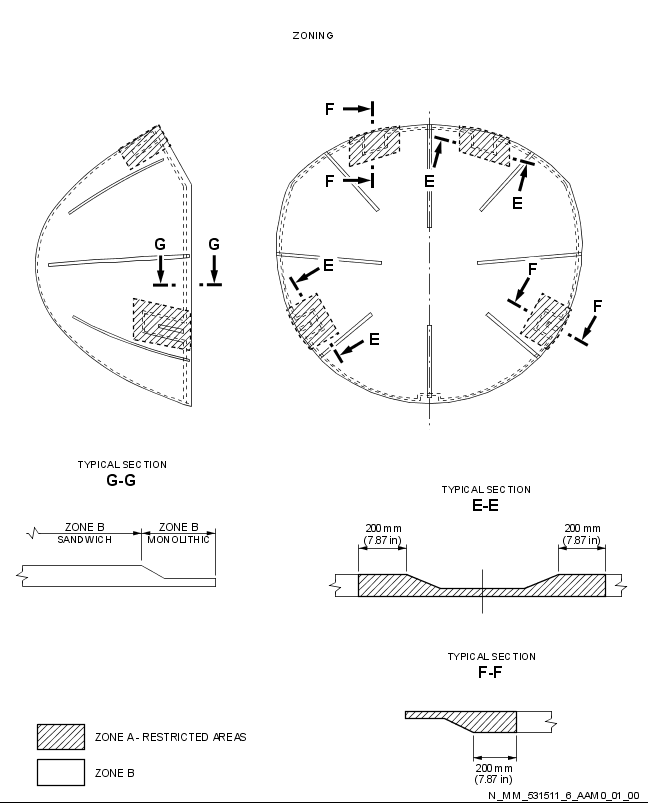 ZONING
F
F
E
E
G
G
E
E
F
F
TYPICAL SECTION
G-G
ZONE B
SANDWICH
ZONE B
MONOLITHIC
TYPICAL SECTION
E-E
200 mm
(7.87 in)
200 mm
(7.87 in)
TYPICAL SECTION
F-F
200 mm
(7.87 in)
ZONE A - RESTRICTED AREAS
ZONE B
N_MM_531511_6_AAM0_01_00